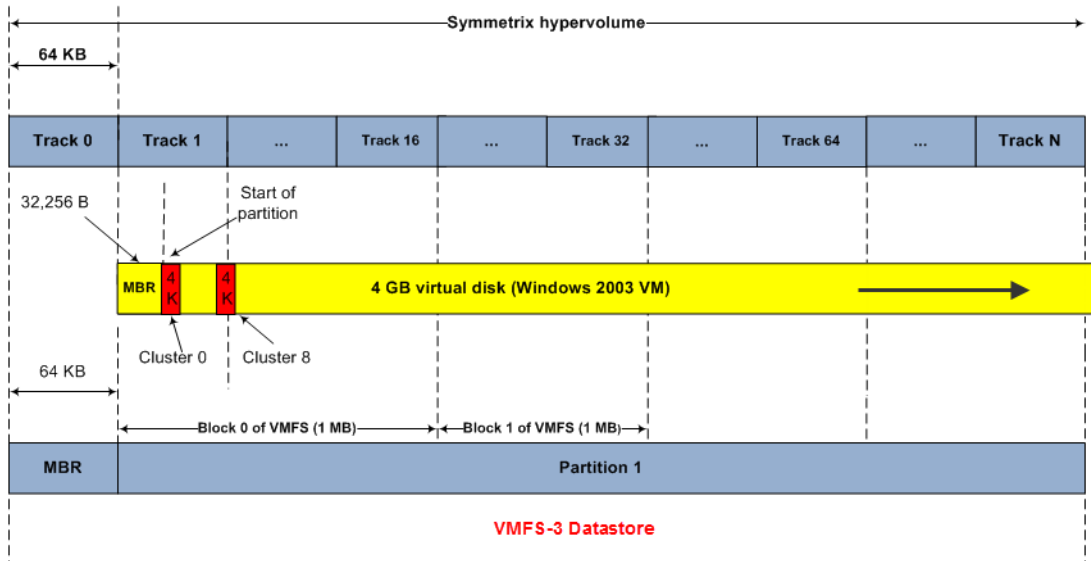 Symmetrix hypervolume
64 KB
Track 0 Track 1 ... Track 16 ... Track 32 ... Track 64 ... Track N
32,256 B
Start of
partition
MBR
4
K
4
K
4 GB virtual disk (Windows 2003 VM)
Cluster 0
Cluster 8
64 KB
Block 0 of VMFS (1 MB) Block 1 of VMFS (1 MB)
MBR Partition 1
VMFS-3 Datastore